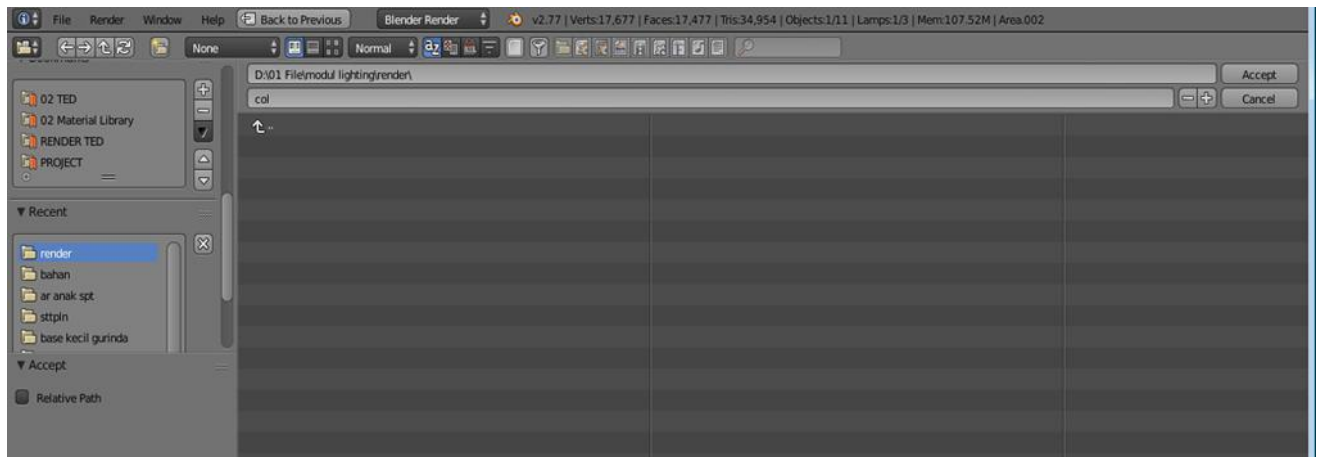 File Render Window Help Back to Previous Blender Render v2.77 | Verts:17,677 | Faces:17,477 | Tris:34,954 | Objects:1/11 | Lamps:1/3 | Mem:107.52M | Area.002
None Normal
Bookmarks
02 TED
02 Material Library
RENDER TED
PROJECT
Recent
render
bahan
ar anak spt
sttpln
base kecil gurinda
Accept
Relative Path
D:\01 File\modul lighting\render\ Accept
col Cancel
..